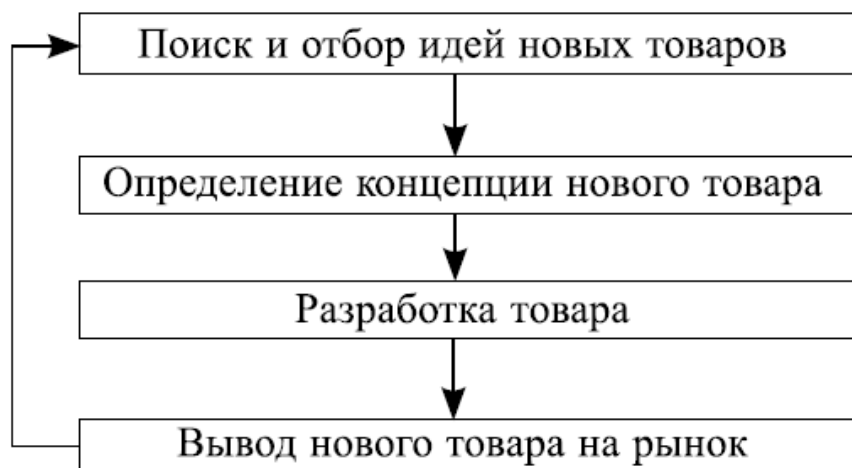 Поиск и отбор идей новых товаров
Определение концепции нового товара
Разработка товара
Вывод нового товара на рынок